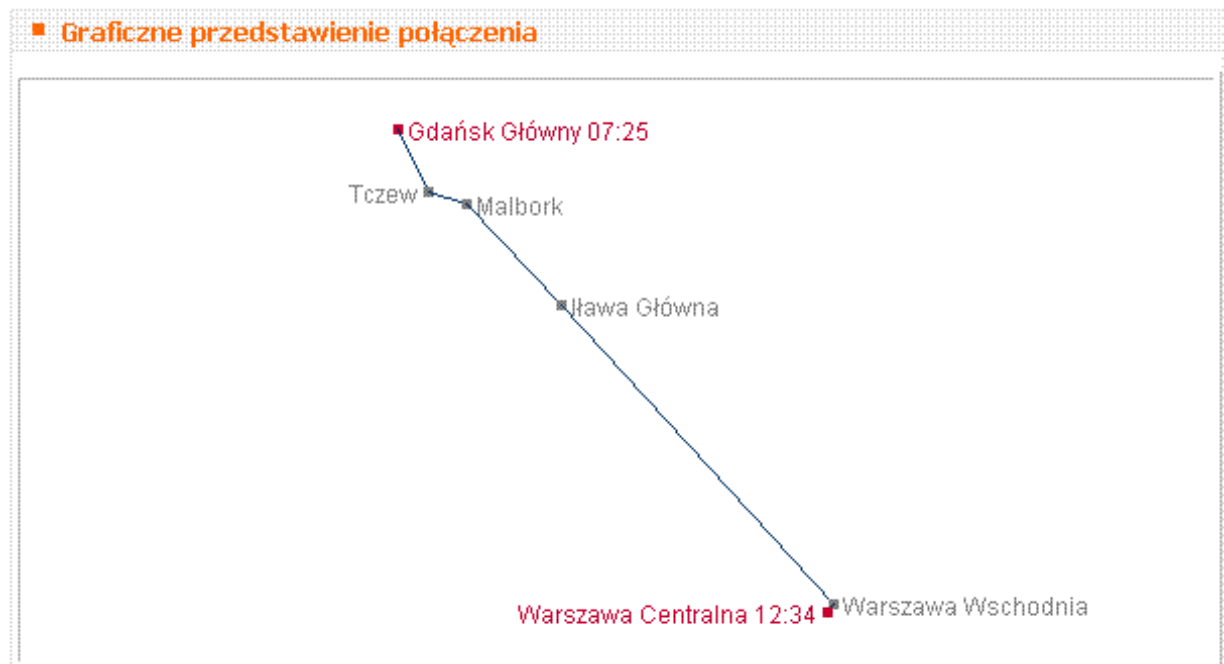 Graficzne przedstawienie połączenia
Gdańsk Główny 07:25
Tczew
Malbork
Iława Główna
Warszawa Wschodnia
Warszawa Centralna 12:34